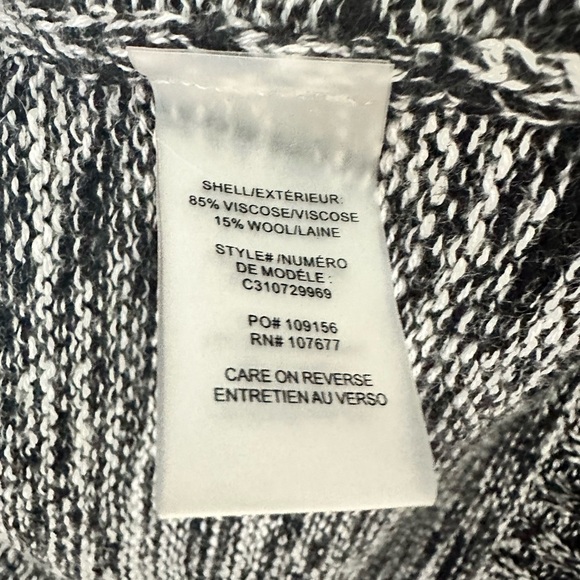 SHELL/EXTÉRIEUR:
85% VISCOSE/VISCOSE
15% WOOL/LAINE
STYLE# /NUMÉRO
DE MODÈLE :
C310729969
PO# 109156
RN# 107677
CARE ON REVERSE
ENTRETIEN AU VERSO